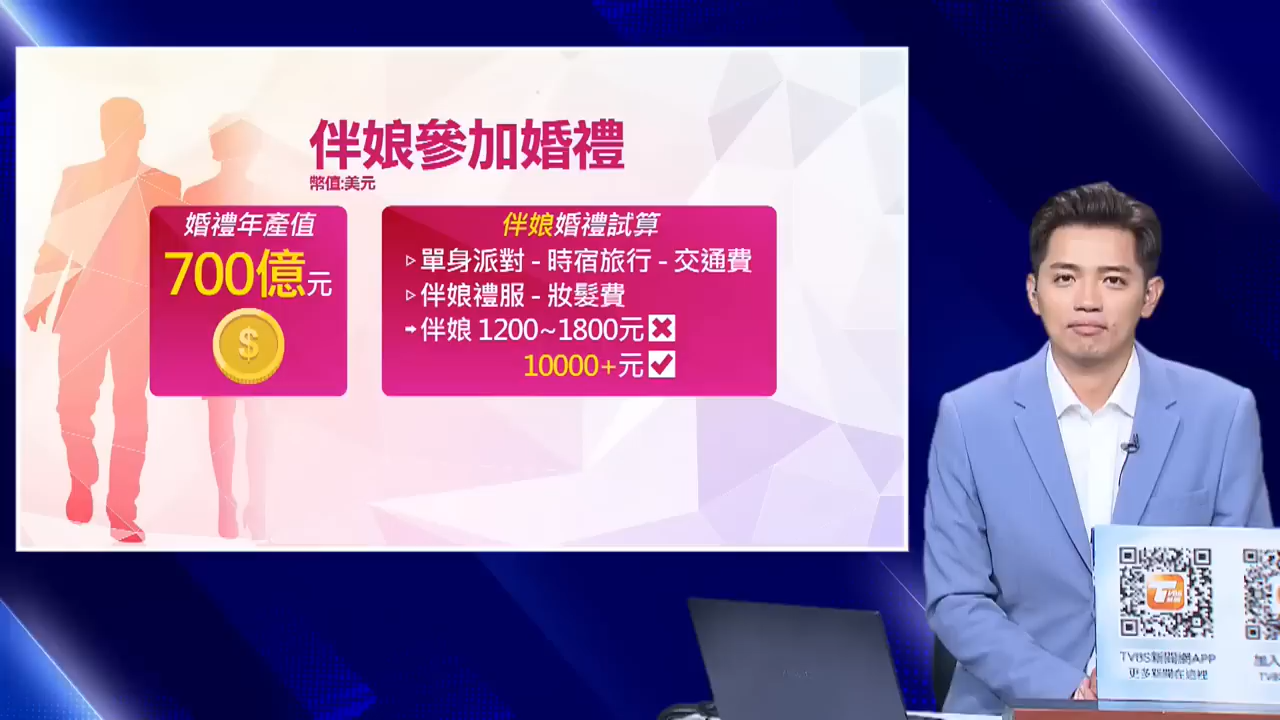 伴娘參加婚禮
幣值:美元
婚禮年產值
700億元
$
伴娘婚禮試算
▹單身派對 - 時宿旅行 - 交通費
▹伴娘禮服 - 妝髮費
➞伴娘 1200~1800元
10000+元
TVBS新聞網APP
更多新聞在這裡
加入